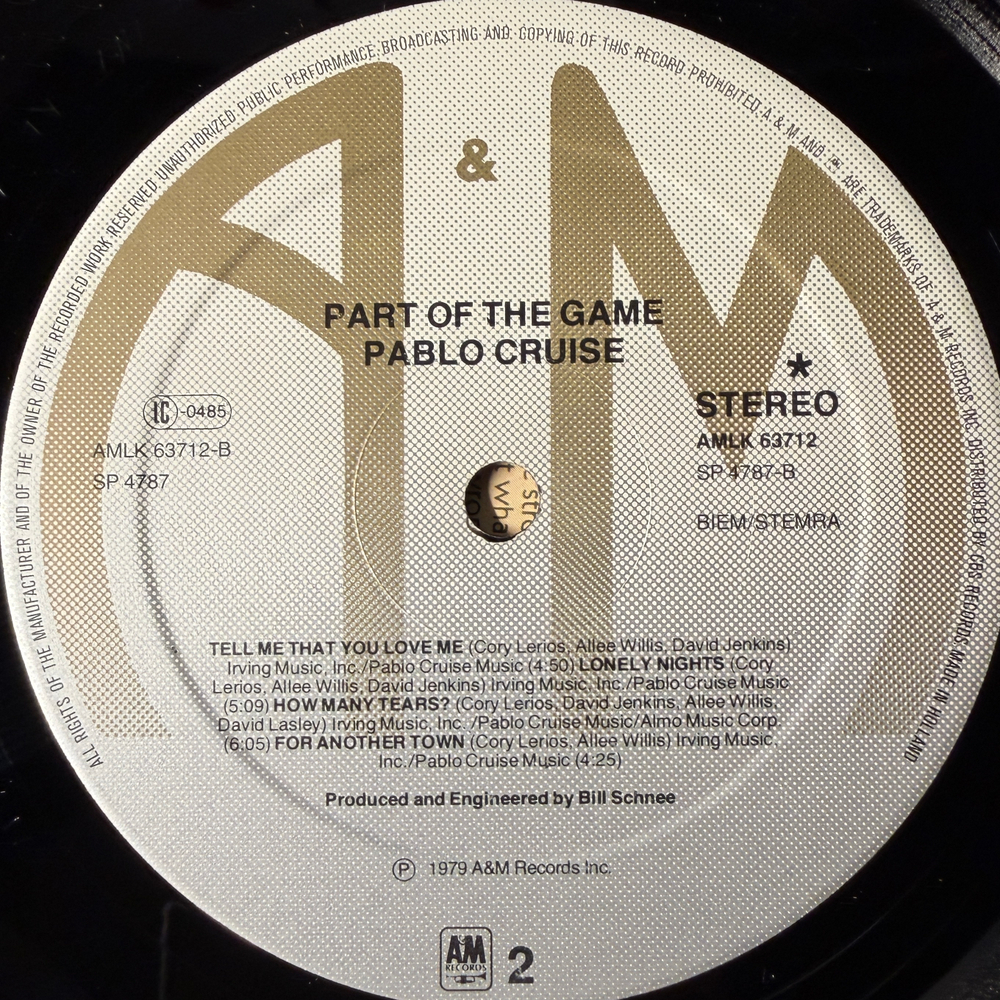 ALL RIGHTS OF THE MANUFACTURER AND OF THE OWNER OF THE RECORDED WORK RESERVED. UNAUTHORIZED PUBLIC PERFORMANCE, BROADCASTING AND COPYING OF THIS RECORD PROHIBITED. A & M AND AM ARE TRADEMARKS OF A & M RECORDS INC. DISTRIBUTED BY CBS RECORDS MADE IN HOLLAND
A & M
PART OF THE GAME
PABLO CRUISE
LC-0485
AMLK 63712-B
SP 4787
*
STEREO
AMLK 63712
SP 4787-B
BIEM/STEMRA
stre
t wha
TELL ME THAT YOU LOVE ME (Cory Lerios, Allee Willis, David Jenkins)
Irving Music, Inc./Pablo Cruise Music (4:50) LONELY NIGHTS (Cory
Lerios, Allee Willis, David Jenkins) Irving Music, Inc./Pablo Cruise Music
(5:09) HOW MANY TEARS? (Cory Lerios, David Jenkins, Allee Willis,
David Lasley) Irving Music, Inc. /Pablo Cruise Music/Almo Music Corp.
(6:05) FOR ANOTHER TOWN (Cory Lerios, Allee Willis) Irving Music,
Inc./Pablo Cruise Music (4:25)
Produced and Engineered by Bill Schnee
℗ 1979 A&M Records Inc.
A&M
RECORDS
2